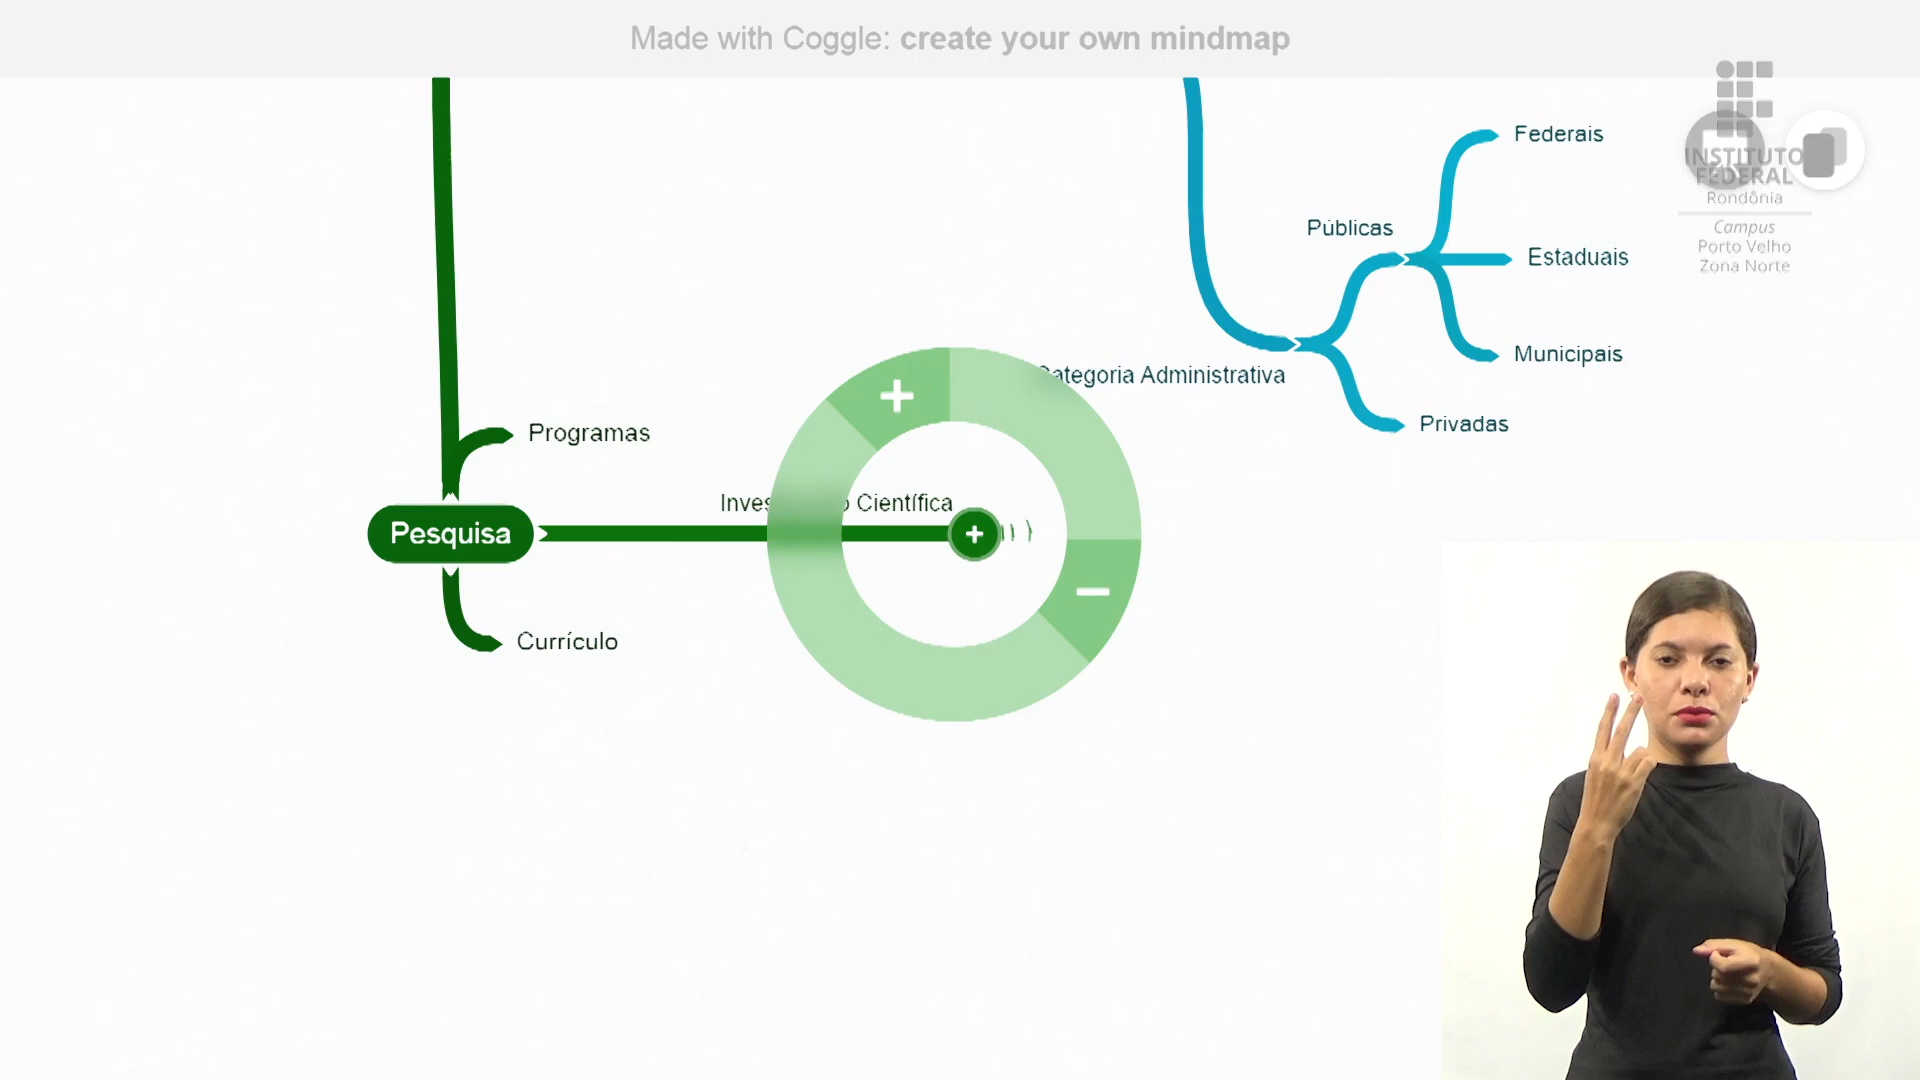 Made with Coggle: create your own mindmap
INSTITUTO
FEDERAL
Rondônia
Campus
Porto Velho
Zona Norte
Federais
Públicas
Estaduais
Municipais
Categoria Administrativa
Privadas
Programas
Científica
Pesquisa
Currículo